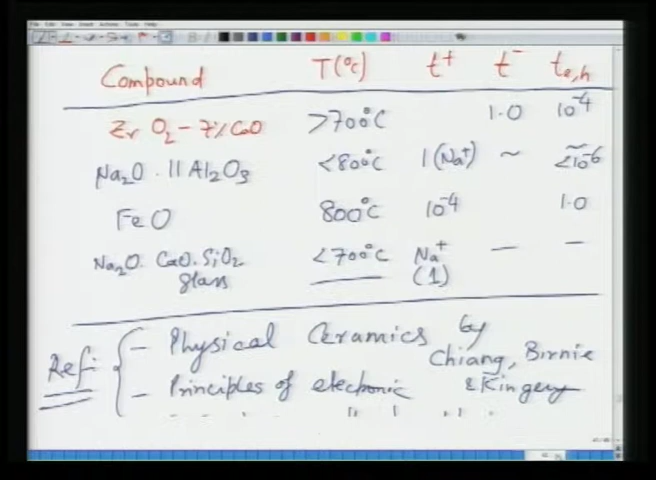 Compound T(°C) t+ t- te,h
ZrO2 - 7% CaO >700°C 1.0 10-4
Na2O . 11 Al2O3 <800°C 1(Na+) ~ <10-6
FeO 800°C 10-4 1.0
Na2O. CaO. SiO2 glass <700°C Na+ (1) — —
Ref: - Physical Ceramics by Chiang, Birnie & Kingery
- Principles of electronic